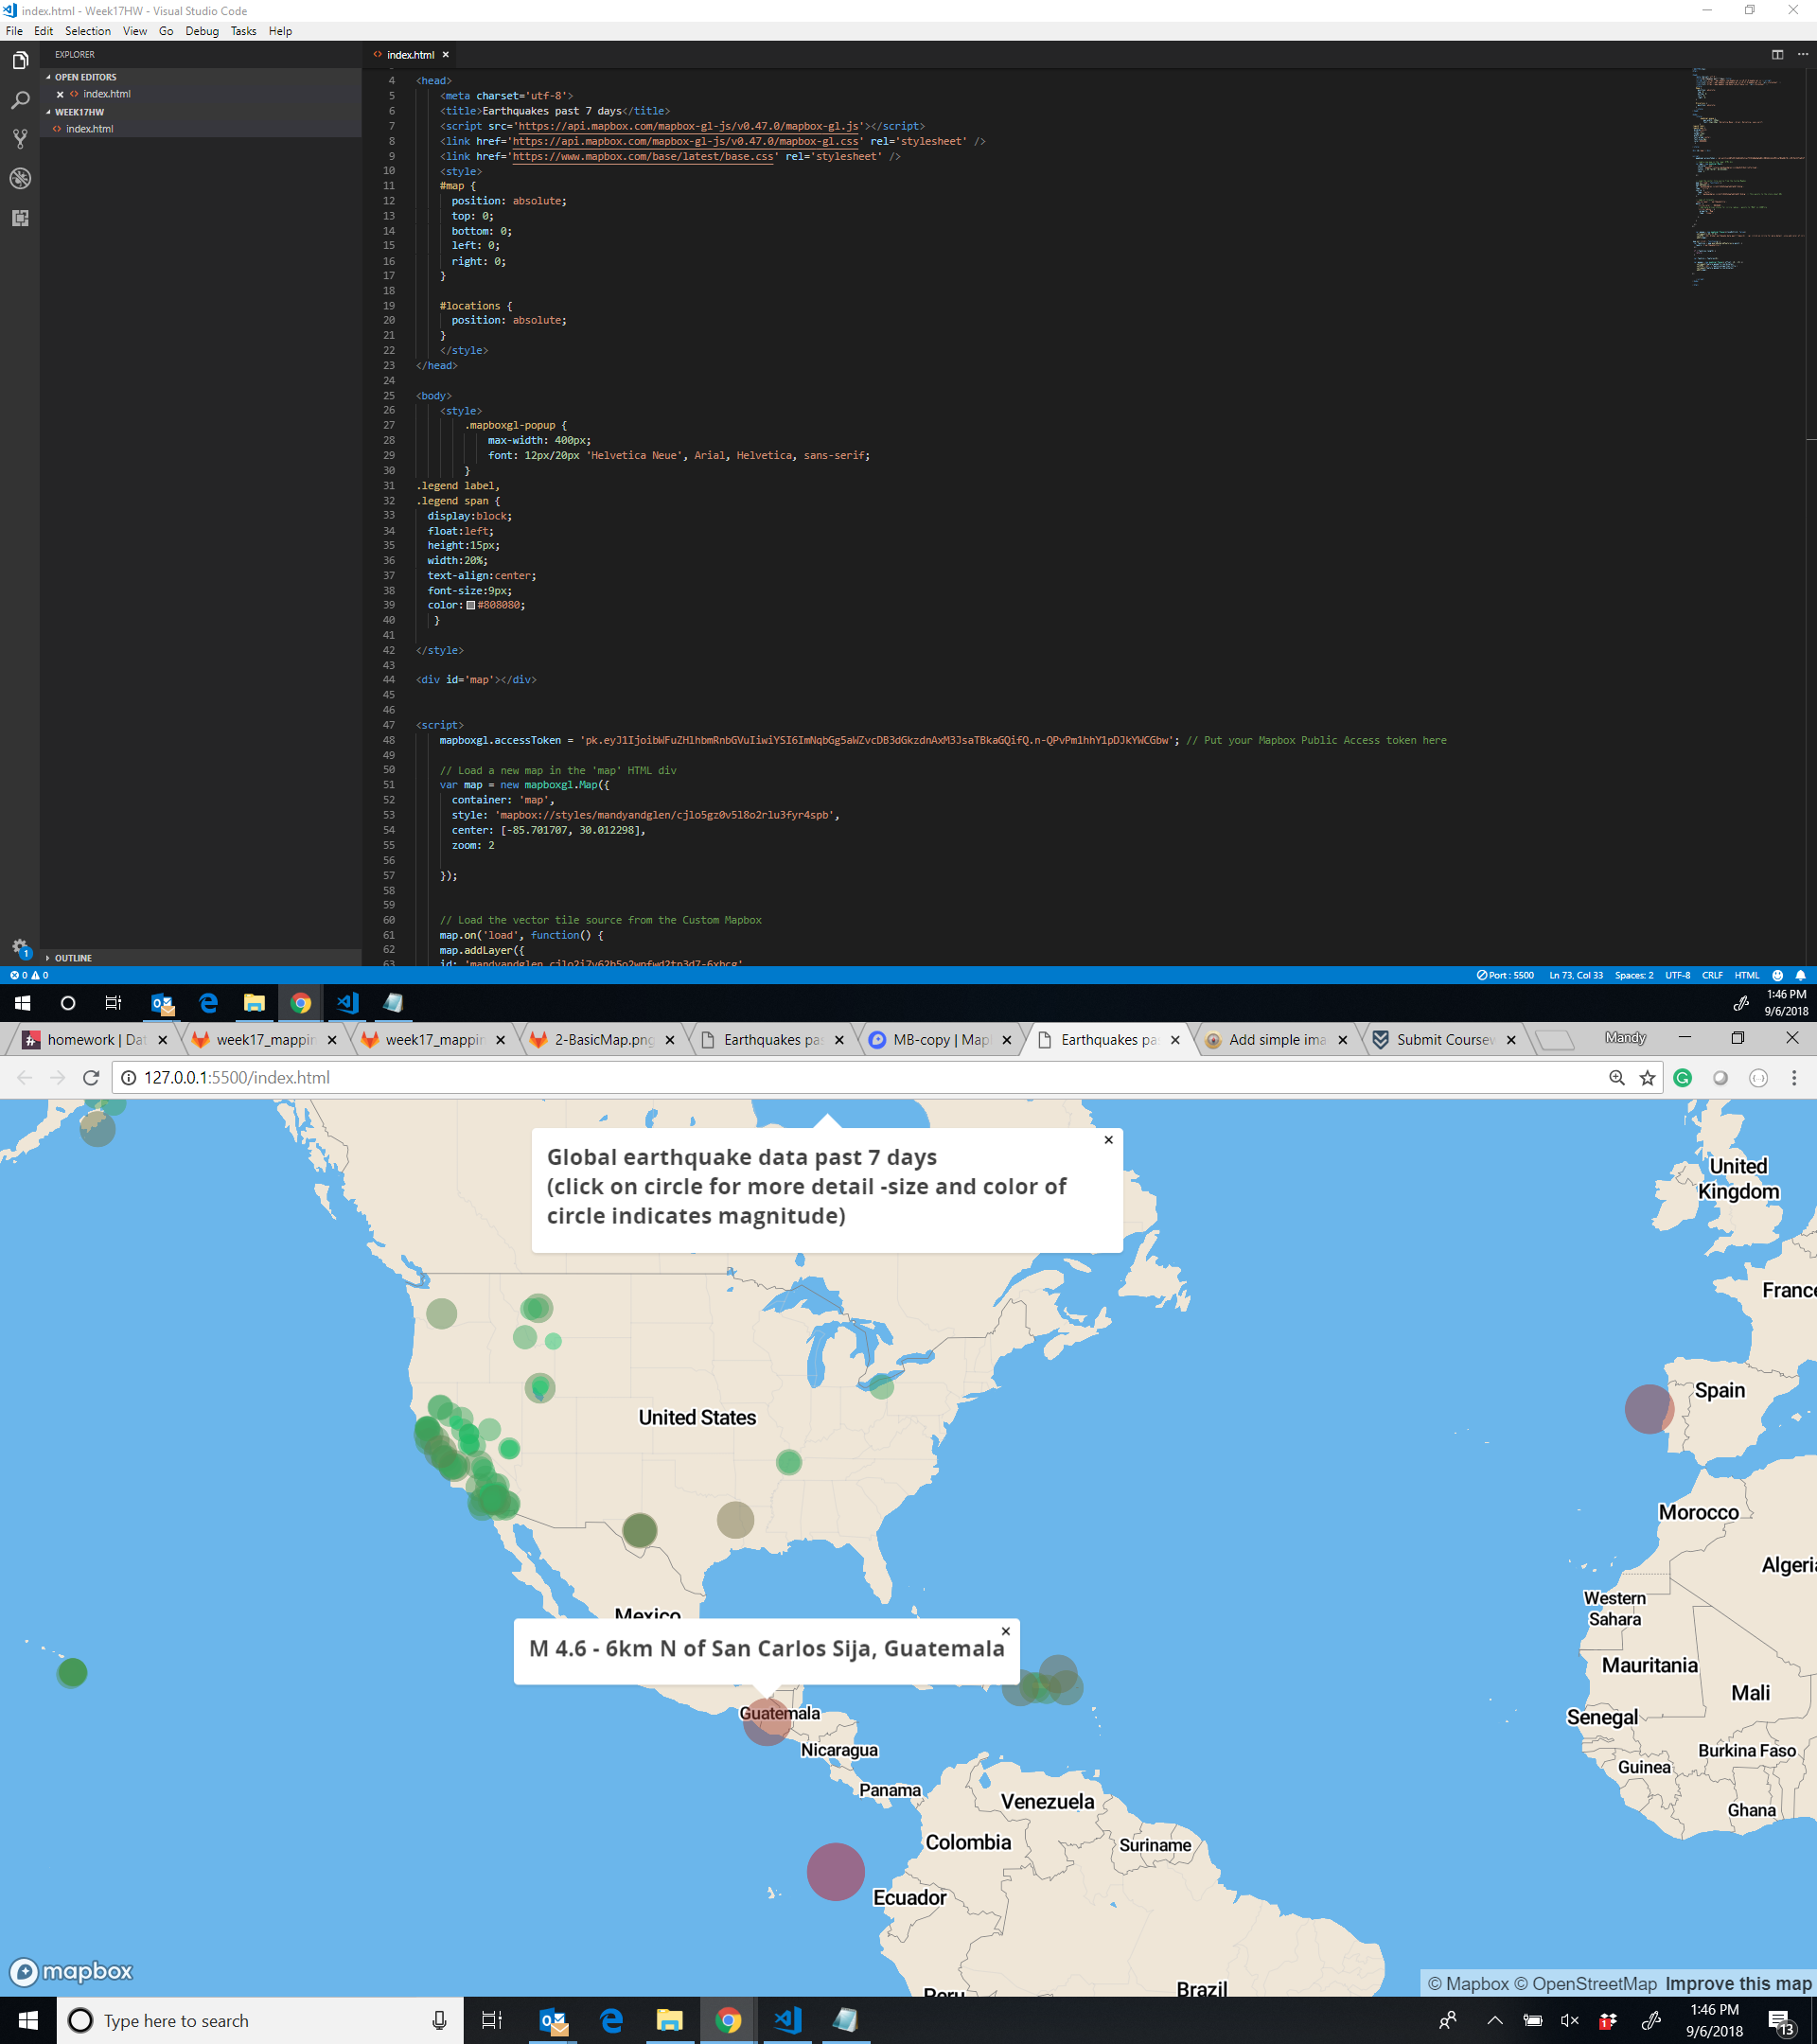 index.html - Week17HW - Visual Studio Code
File Edit Selection View Go Debug Tasks Help
EXPLORER
OPEN EDITORS
index.html
WEEK17HW
index.html
OUTLINE
index.html
4 <head>
5 <meta charset='utf-8'>
6 <title>Earthquakes past 7 days</title>
7 <script src='https://api.mapbox.com/mapbox-gl-js/v0.47.0/mapbox-gl.js'></script>
8 <link href='https://api.mapbox.com/mapbox-gl-js/v0.47.0/mapbox-gl.css' rel='stylesheet' />
9 <link href='https://www.mapbox.com/base/latest/base.css' rel='stylesheet' />
10 <style>
11 #map {
12 position: absolute;
13 top: 0;
14 bottom: 0;
15 left: 0;
16 right: 0;
17 }
18
19 #locations {
20 position: absolute;
21 }
22 </style>
23 </head>
24
25 <body>
26 <style>
27 .mapboxgl-popup {
28 max-width: 400px;
29 font: 12px/20px 'Helvetica Neue', Arial, Helvetica, sans-serif;
30 }
31 .legend label,
32 .legend span {
33 display:block;
34 float:left;
35 height:15px;
36 width:20%;
37 text-align:center;
38 font-size:9px;
39 color: #808080;
40 }
41
42 </style>
43
44 <div id='map'></div>
45
46
47 <script>
48 mapboxgl.accessToken = '; // Put your Mapbox Public Access token here
49
50 // Load a new map in the 'map' HTML div
51 var map = new mapboxgl.Map({
52 container: 'map',
53 style: 'mapbox://styles/mandyandglen/cjlo5gz0v5l8o2rlu3fyr4spb',
54 center: [-85.701707, 30.012298],
55 zoom: 2
56
57 });
58
59
60 // Load the vector tile source from the Custom Mapbox
61 map.on('load', function() {
62 map.addLayer({
63 id:
0 0 Port : 5500 Ln 73, Col 33 Spaces: 2 UTF-8 CRLF HTML
1
1:46 PM
9/6/2018
homework | Dat week17_mappin week17_mappin 2-BasicMap.png Earthquakes pa MB-copy | Map Earthquakes pa Add simple ima Submit Coursew Mandy
127.0.0.1:5500/index.html
Global earthquake data past 7 days
(click on circle for more detail -size and color of
circle indicates magnitude)
United
Kingdom
France
Spain
United States
Morocco
Algeria
Western
Sahara
Mexico
M 4.6 - 6km N of San Carlos Sija, Guatemala
Mauritania
Mali
Guatemala
Senegal
Nicaragua
Burkina Faso
Guinea
Panama
Venezuela
Ghana
Colombia
Suriname
Ecuador
Peru
Brazil
mapbox
© Mapbox © OpenStreetMap Improve this map
Type here to search
1:46 PM
9/6/2018
13